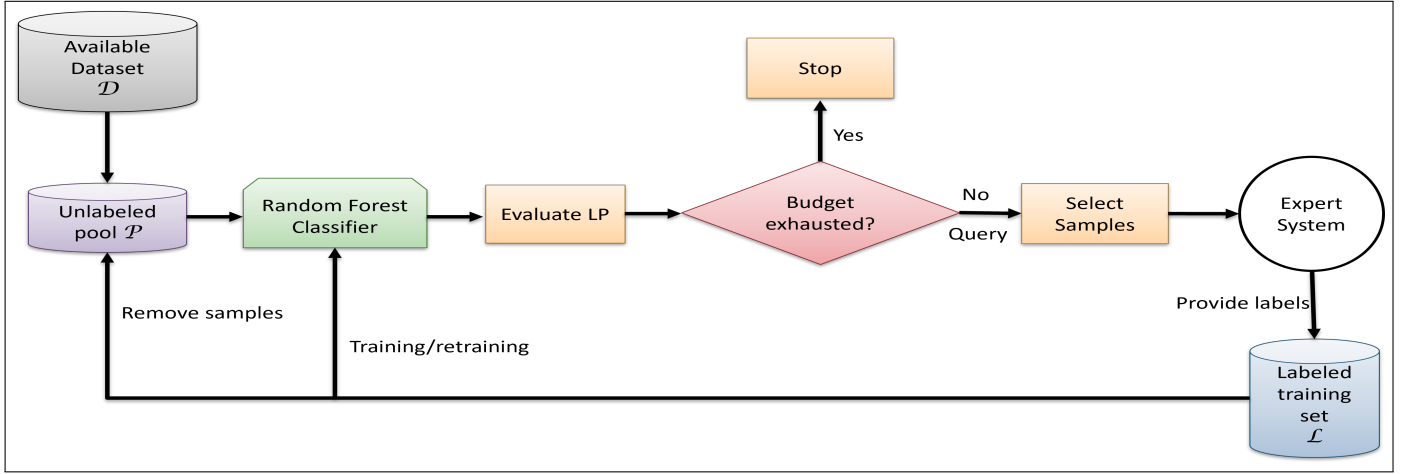 Available
Dataset
𝒟
Stop
Yes
Unlabeled
pool 𝒫
Random Forest
Classifier
Evaluate LP
Budget
exhausted?
No
Query
Select
Samples
Expert
System
Remove samples
Training/retraining
Provide labels
Labeled
training
set
ℒ